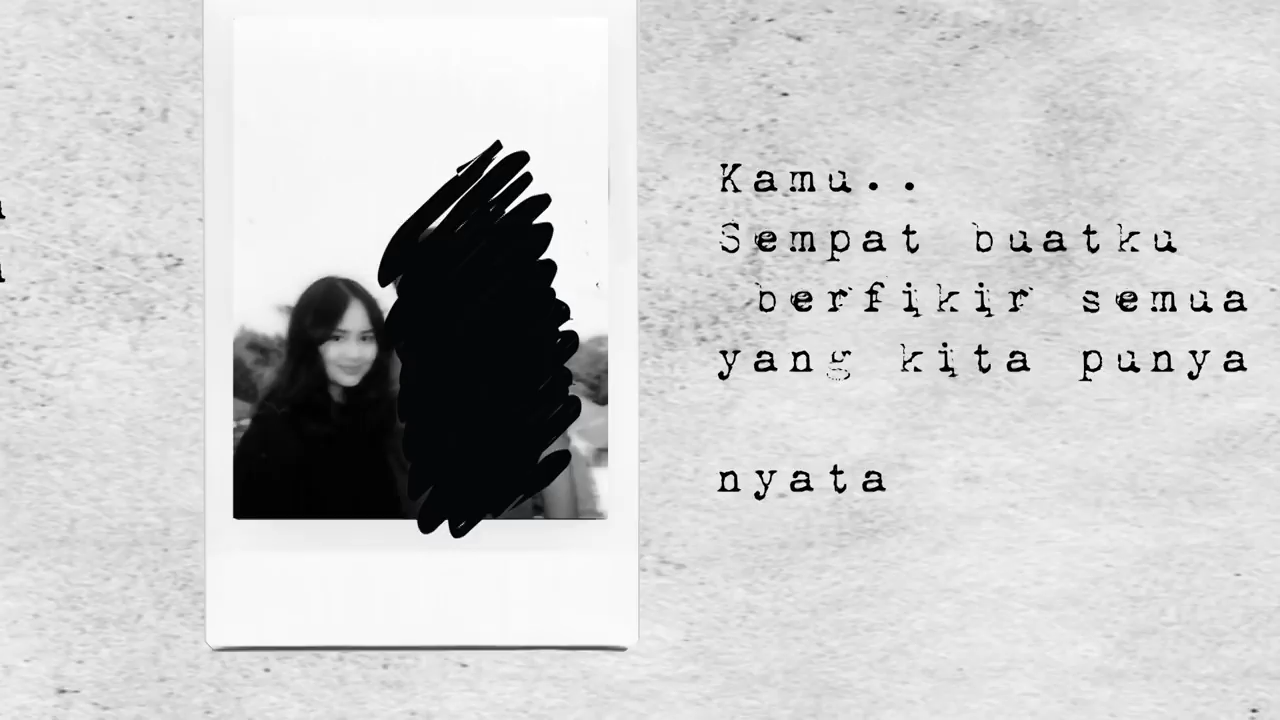 Kamu..
Sempat buatku
berfikir semua
yang kita punya
nyata